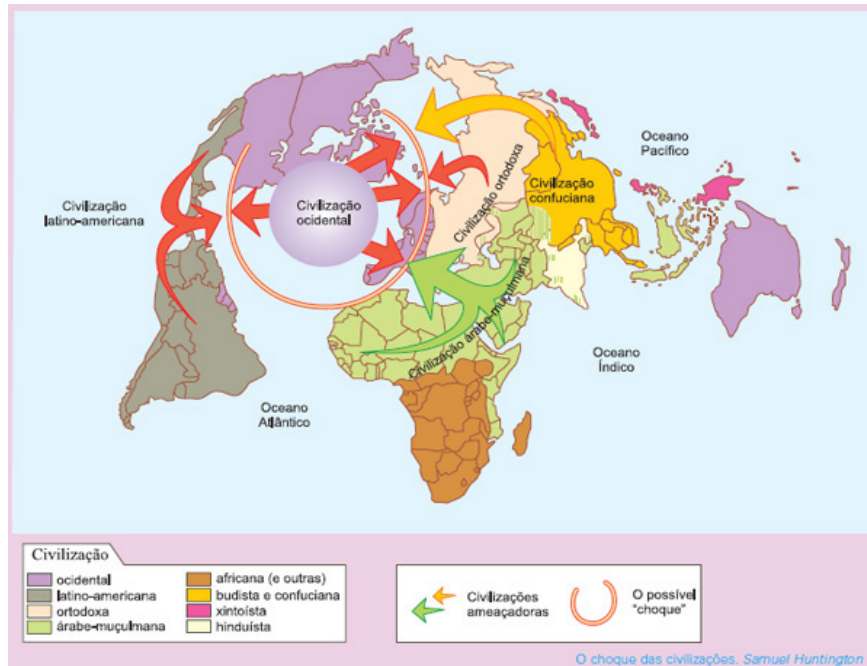 Oceano
Pacífico
Civilização
latino-americana
Civilização
ocidental
Civilização ortodoxa
Civilização
confuciana
Civilização árabe-muçulmana
Oceano
Índico
Oceano
Atlântico
Civilização
ocidental
latino-americana
ortodoxa
árabe-muçulmana
africana (e outras)
budista e confuciana
xintoísta
hinduísta
Civilizações
ameaçadoras
O possível
"choque"
O choque das civilizações. Samuel Huntington